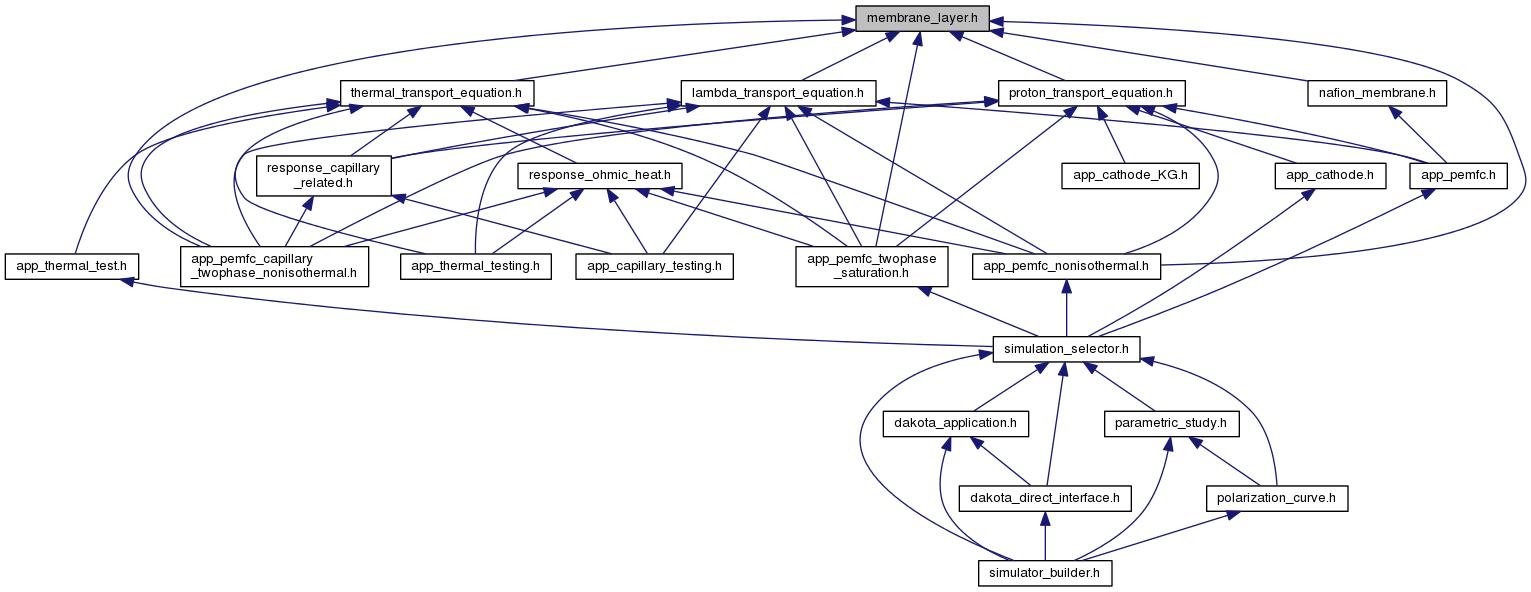 membrane_layer.h
thermal_transport_equation.h
lambda_transport_equation.h
proton_transport_equation.h
nafion_membrane.h
response_capillary
_related.h
response_ohmic_heat.h
app_cathode_KG.h
app_cathode.h
app_pemfc.h
app_thermal_test.h
app_pemfc_capillary
_twophase_nonisothermal.h
app_thermal_testing.h
app_capillary_testing.h
app_pemfc_twophase
_saturation.h
app_pemfc_nonisothermal.h
simulation_selector.h
dakota_application.h
parametric_study.h
dakota_direct_interface.h
polarization_curve.h
simulator_builder.h